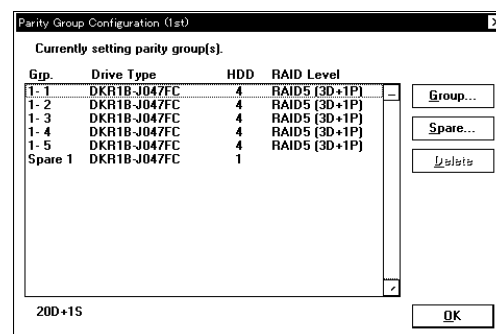 Parity Group Configuration (1st)
Currently setting parity group(s).
Grp. Drive Type HDD RAID Level
1- 1 DKR1B-J047FC 4 RAID5 (3D+1P)
1- 2 DKR1B-J047FC 4 RAID5 (3D+1P)
1- 3 DKR1B-J047FC 4 RAID5 (3D+1P)
1- 4 DKR1B-J047FC 4 RAID5 (3D+1P)
1- 5 DKR1B-J047FC 4 RAID5 (3D+1P)
Spare 1 DKR1B-J047FC 1
Group...
Spare...
Delete
20D+1S
OK